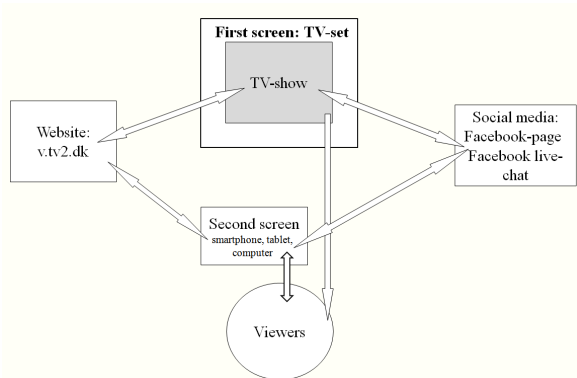 First screen: TV-set
TV-show
Website:
v.tv2.dk
Social media:
Facebook-page
Facebook live-
chat
Second screen
smartphone, tablet,
computer
Viewers